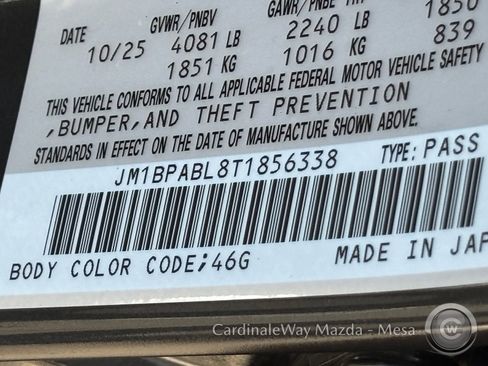 DATE GVWR/PNBV GAWR/PNBE 1850
10/25 4081 LB 2240 LB 839
1851 KG 1016 KG
THIS VEHICLE CONFORMS TO ALL APPLICABLE FEDERAL MOTOR VEHICLE SAFETY
,BUMPER,AND THEFT PREVENTION
STANDARDS IN EFFECT ON THE DATE OF MANUFACTURE SHOWN ABOVE.
JM1BPABL8T1856338 TYPE: PASS
BODY COLOR CODE;46G MADE IN JAP
CardinaleWay Mazda - Mesa
CW